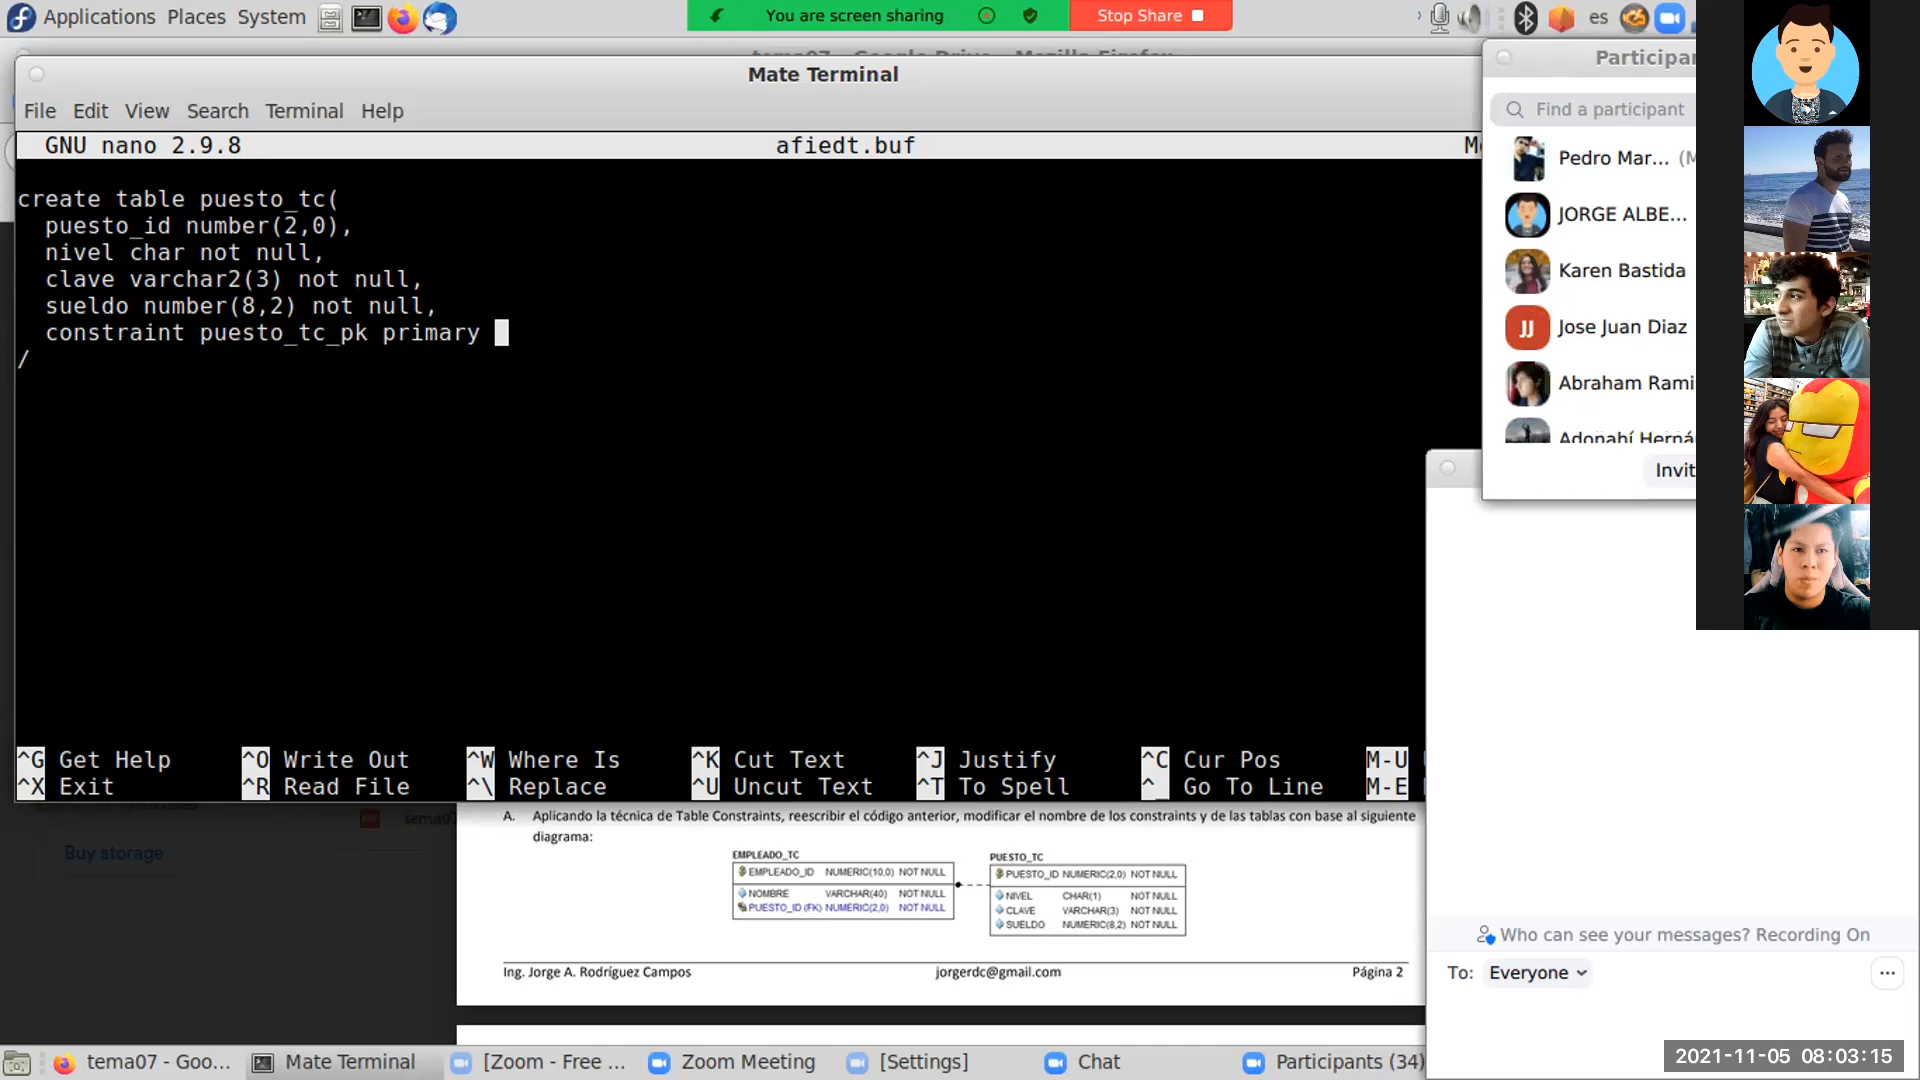 Applications Places System
You are screen sharing
Stop Share
es
Mate Terminal
File Edit View Search Terminal Help
GNU nano 2.9.8 afiedt.buf
create table puesto_tc(
puesto_id number(2,0),
nivel char not null,
clave varchar2(3) not null,
sueldo number(8,2) not null,
constraint puesto_tc_pk primary
/
^G Get Help ^O Write Out ^W Where Is ^K Cut Text ^J Justify ^C Cur Pos M-U
^X Exit ^R Read File ^\ Replace ^U Uncut Text ^T To Spell ^_ Go To Line M-E
Find a participant
Pedro Mar...
JORGE ALBE...
Karen Bastida
JJ
Jose Juan Diaz
Abraham Rami
Adonahí Herná
Invit
Buy storage
A. Aplicando la técnica de Table Constraints, reescribir el código anterior, modificar el nombre de los constraints y de las tablas con base al siguiente
diagrama:
EMPLEADO_TC
EMPLEADO_ID NUMERIC(10,0) NOT NULL
NOMBRE VARCHAR(40) NOT NULL
PUESTO_ID (FK) NUMERIC(2,0) NOT NULL
PUESTO_TC
PUESTO_ID NUMERIC(2,0) NOT NULL
NIVEL CHAR(1) NOT NULL
CLAVE VARCHAR(3) NOT NULL
SUELDO NUMERIC(8,2) NOT NULL
Ing. Jorge A. Rodríguez Campos jorgerdc@gmail.com Página 2
Who can see your messages? Recording On
To: Everyone
...
tema07 - Goo... Mate Terminal [Zoom - Free ... Zoom Meeting [Settings] Chat Participants (34)
2021-11-05 08:03:15